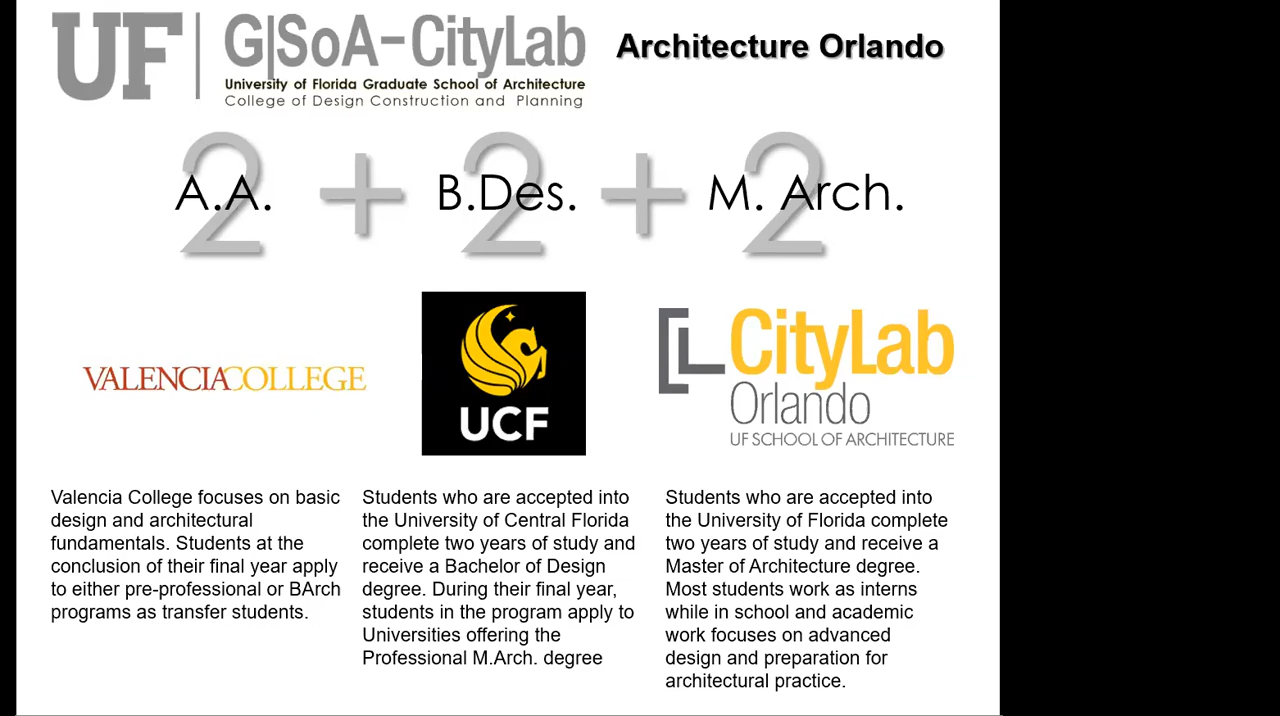 UF | G|SoA-CityLab
University of Florida Graduate School of Architecture
College of Design Construction and Planning
Architecture Orlando
2 + 2 + 2
A.A. B.Des. M. Arch.
VALENCIACOLLEGE
UCF
CL CityLab
Orlando
UF SCHOOL OF ARCHITECTURE
Valencia College focuses on basic
design and architectural
fundamentals. Students at the
conclusion of their final year apply
to either pre-professional or BArch
programs as transfer students.
Students who are accepted into
the University of Central Florida
complete two years of study and
receive a Bachelor of Design
degree. During their final year,
students in the program apply to
Universities offering the
Professional M.Arch. degree
Students who are accepted into
the University of Florida complete
two years of study and receive a
Master of Architecture degree.
Most students work as interns
while in school and academic
work focuses on advanced
design and preparation for
architectural practice.